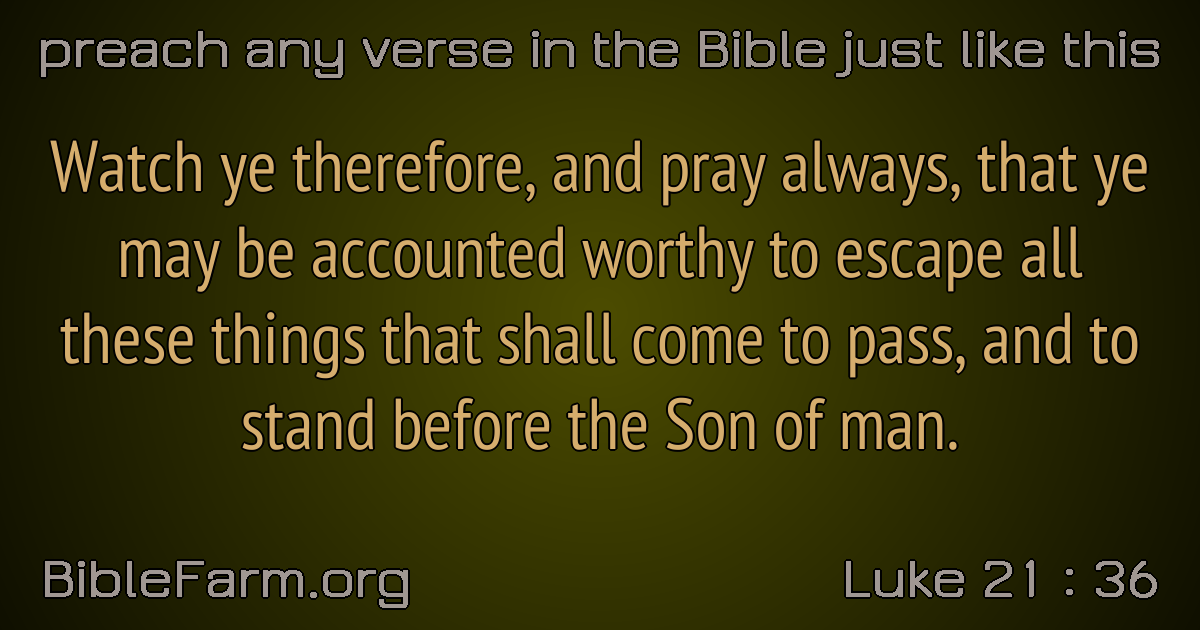 preach any verse in the Bible just like this
Watch ye therefore, and pray always, that ye
may be accounted worthy to escape all
these things that shall come to pass, and to
stand before the Son of man.
BibleFarm.org
Luke 21 : 36